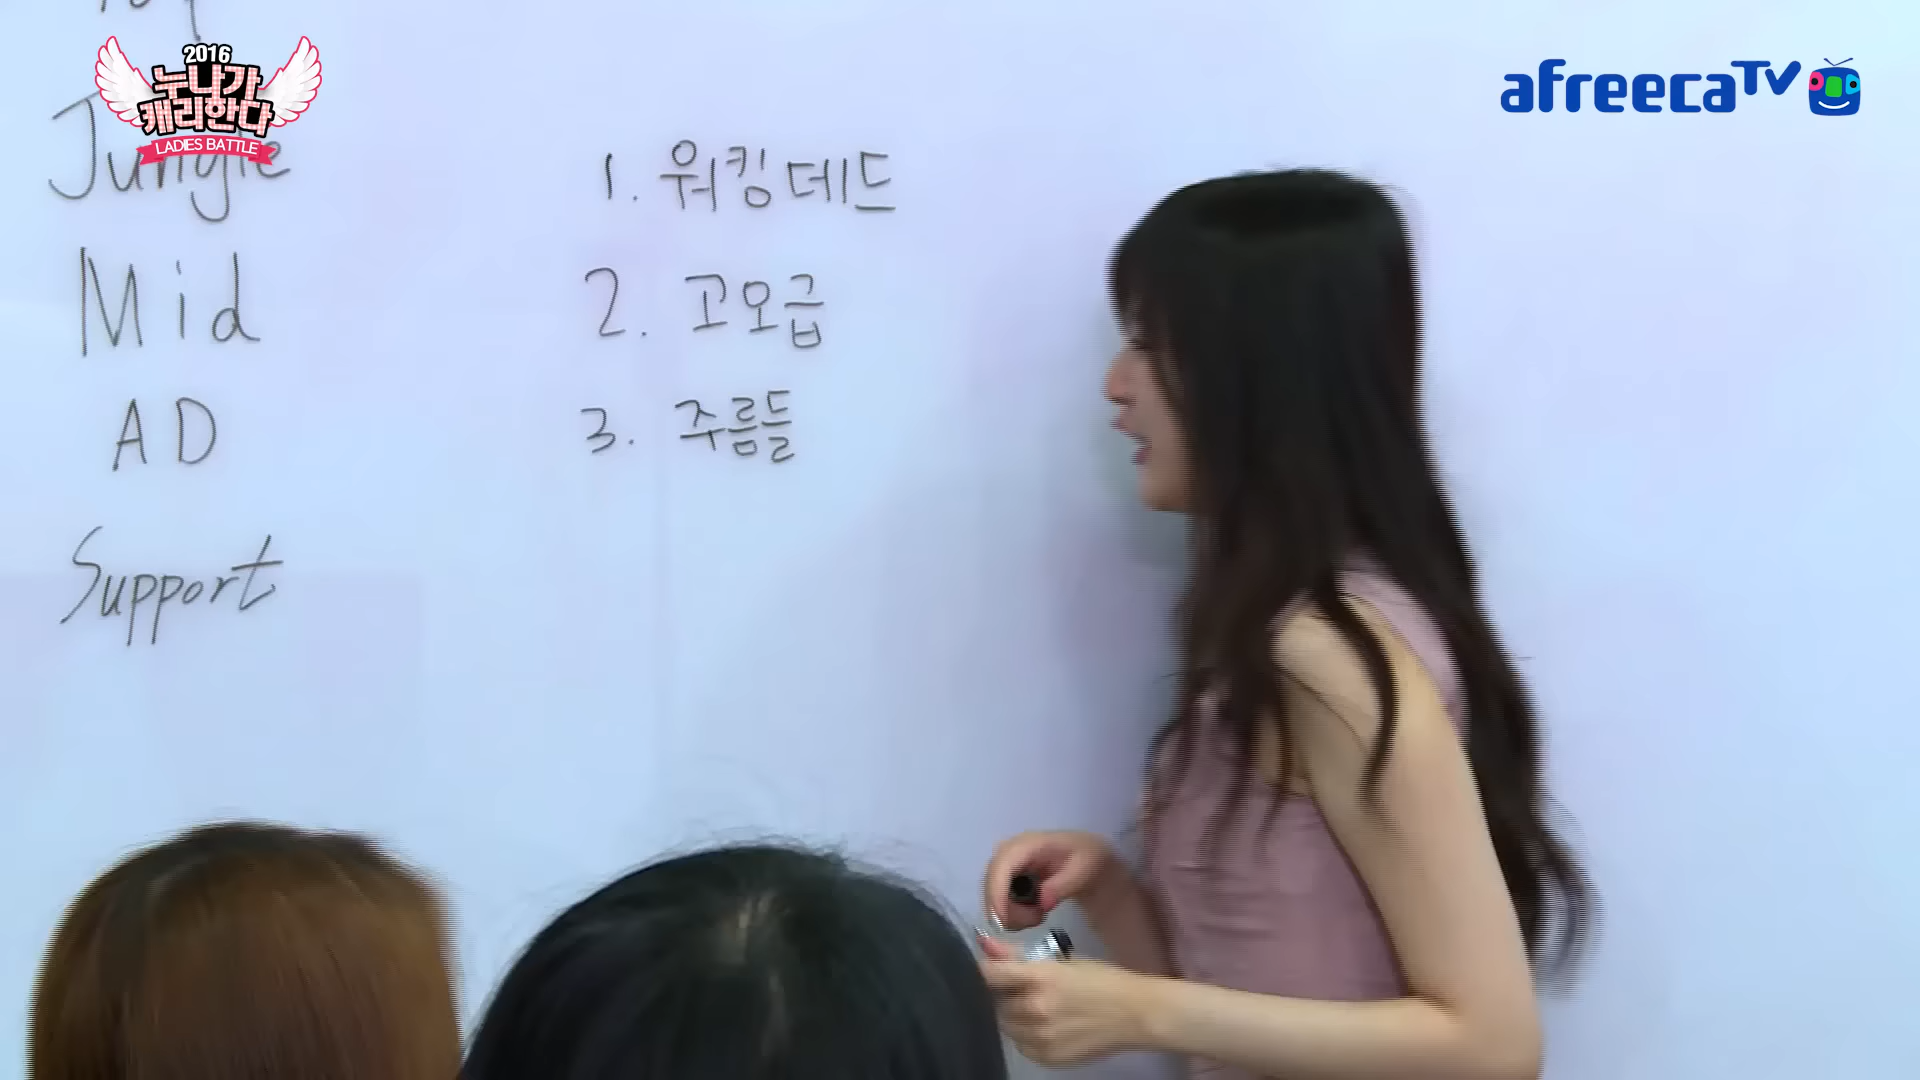 Top
2016
누나가
캐리한다
LADIES BATTLE
afreecaTV
Jungle
1. 워킹데드
Mid
2. 고오급
AD
3. 주름들
Support